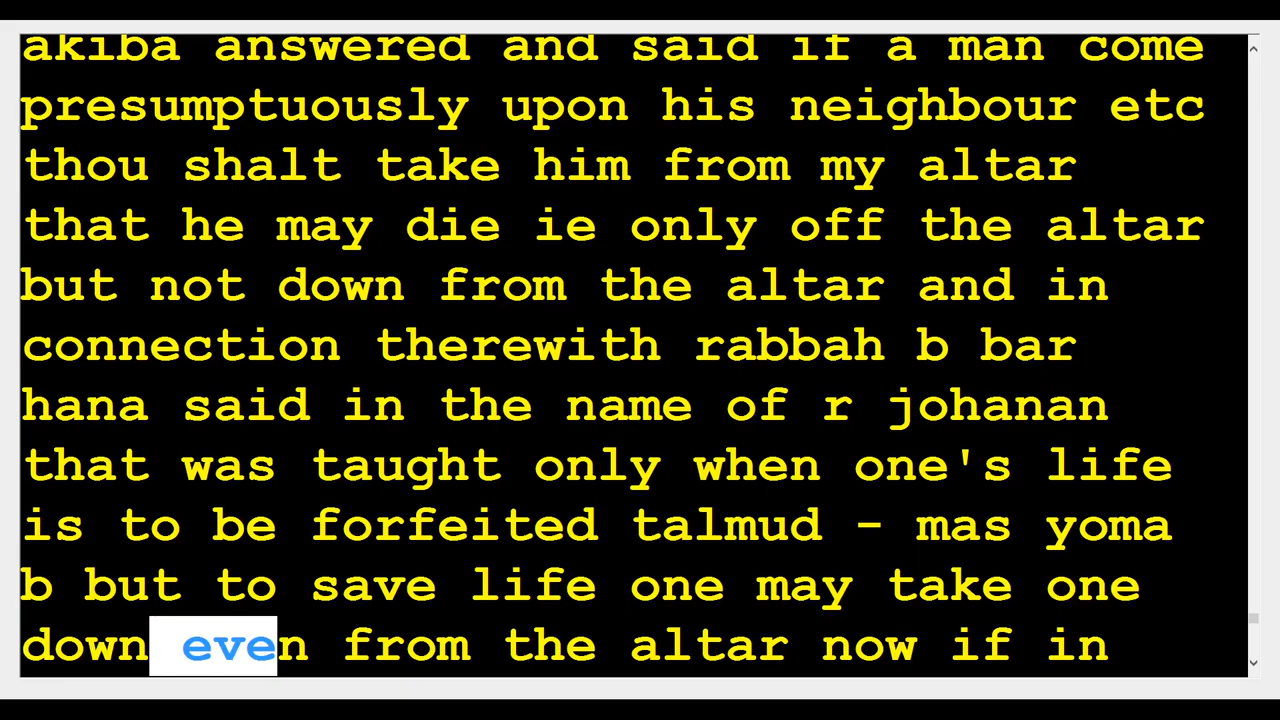 akiba answered and said if a man come
presumptuously upon his neighbour etc
thou shalt take him from my altar
that he may die ie only off the altar
but not down from the altar and in
connection therewith rabbah b bar
hana said in the name of r johanan
that was taught only when one's life
is to be forfeited talmud - mas yoma
b but to save life one may take one
down even from the altar now if in